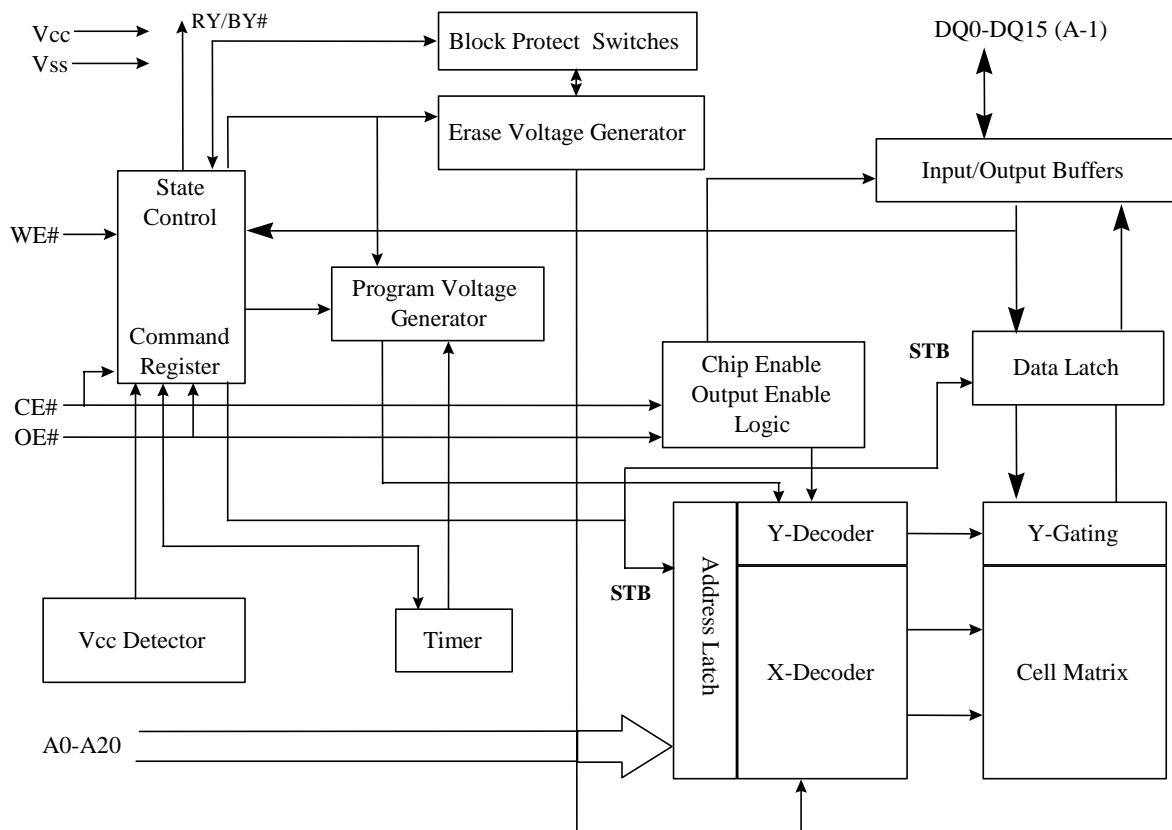 Vcc
Vss
RY/BY#
Block Protect Switches
DQ0-DQ15 (A-1)
Erase Voltage Generator
Input/Output Buffers
State
Control
WE#
Program Voltage
Generator
Command
Register
STB
Chip Enable
Output Enable
Logic
Data Latch
CE#
OE#
Address Latch
Y-Decoder
Y-Gating
STB
Vcc Detector
Timer
X-Decoder
Cell Matrix
A0-A20